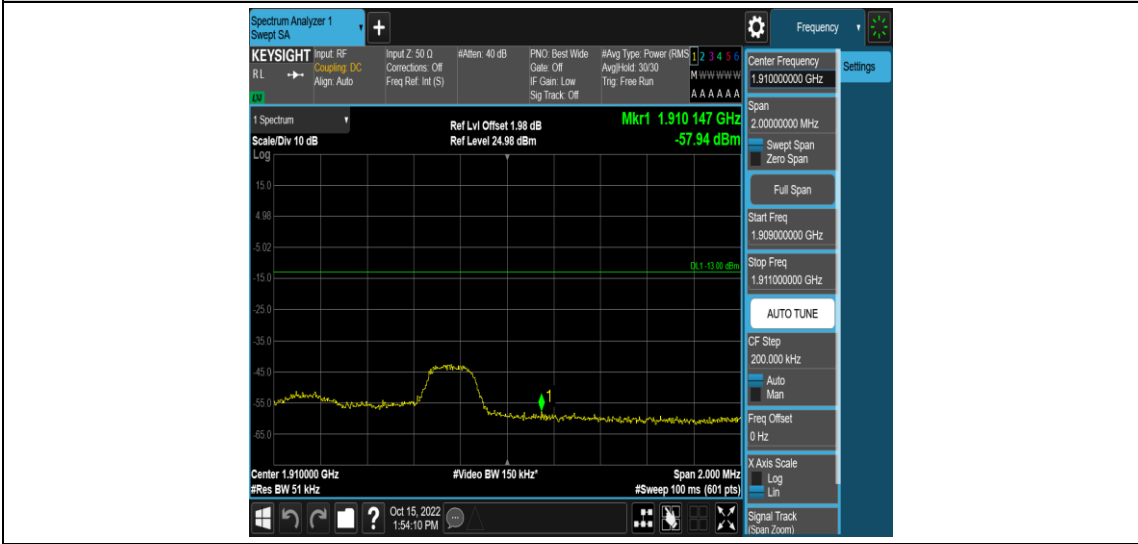 Spectrum Analyzer 1
Swept SA
+
Frequency
KEYSIGHT
RL
LXI
Input: RF
Coupling: DC
Align: Auto
Input Z: 50 Ω
Corrections: Off
Freq Ref: Int (S)
#Atten: 40 dB
PNO: Best Wide
Gate: Off
IF Gain: Low
Sig Track: Off
#Avg Type: Power (RMS
Avg|Hold: 30/30
Trig: Free Run
1 2 3 4 5 6
M W W W W W
A A A A A A
1 Spectrum
Scale/Div 10 dB
Log
Ref Lvl Offset 1.98 dB
Ref Level 24.98 dBm
Mkr1 1.910 147 GHz
-57.94 dBm
15.0
4.98
-5.02
DL1 -13.00 dBm
-15.0
-25.0
-35.0
-45.0
-55.0
1
-65.0
Center 1.910000 GHz
#Res BW 51 kHz
#Video BW 150 kHz*
Span 2.000 MHz
#Sweep 100 ms (601 pts)
?
Oct 15, 2022
1:54:10 PM
Center Frequency
1.910000000 GHz
Settings
Span
2.00000000 MHz
Swept Span
Zero Span
Full Span
Start Freq
1.909000000 GHz
Stop Freq
1.911000000 GHz
AUTO TUNE
CF Step
200.000 kHz
Auto
Man
Freq Offset
0 Hz
X Axis Scale
Log
Lin
Signal Track
(Span Zoom)